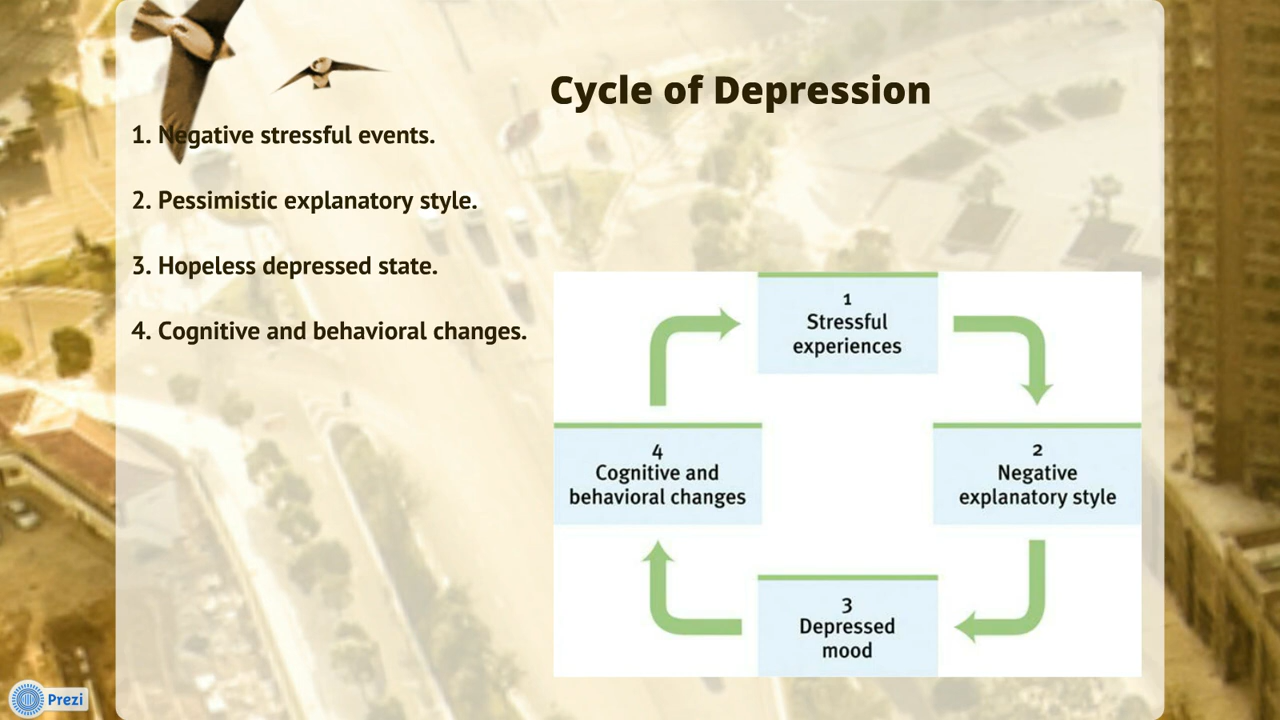 Cycle of Depression
1. Negative stressful events.
2. Pessimistic explanatory style.
3. Hopeless depressed state.
4. Cognitive and behavioral changes.
1
Stressful
experiences
4
Cognitive and
behavioral changes
2
Negative
explanatory style
3
Depressed
mood
Prezi